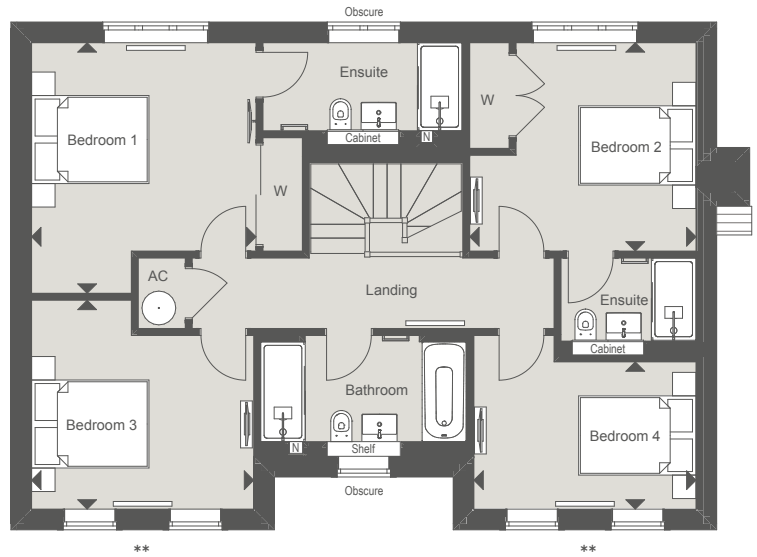 Obscure
Ensuite
W
Cabinet
N
Bedroom 1
Bedroom 2
W
AC
Landing
Ensuite
Cabinet
Bathroom
Bedroom 3
Bedroom 4
N
Shelf
Obscure
**
**